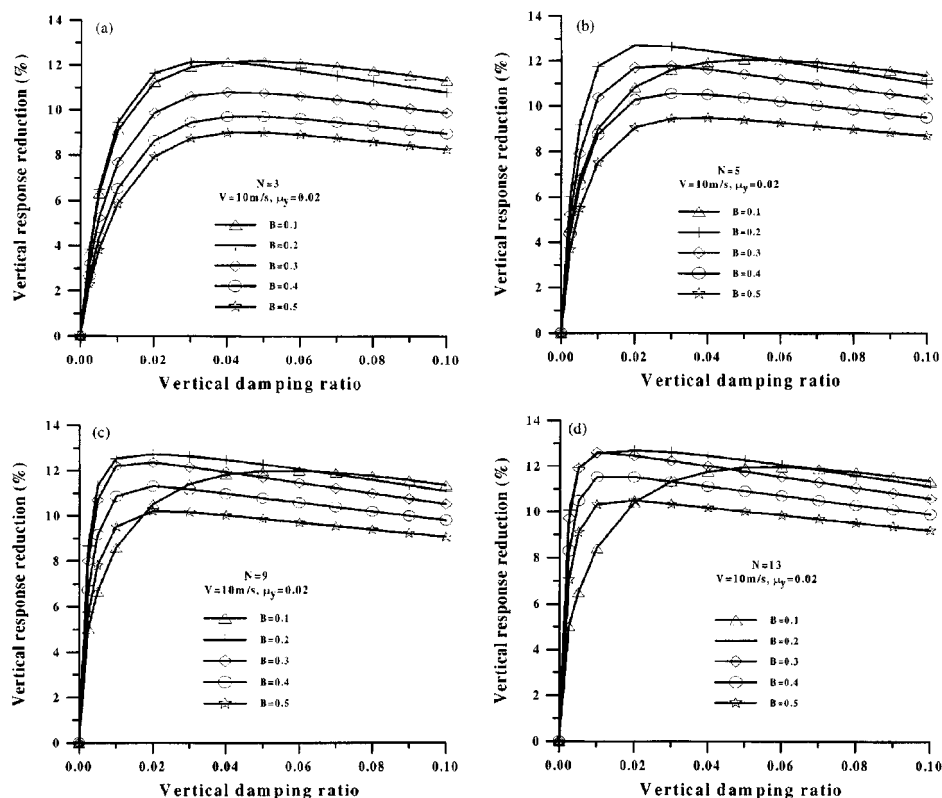 (a)
Vertical response reduction (%)
14
12
10
8
6
4
2
0
N=3
V=10m/s, μy=0.02
B=0.1
B=0.2
B=0.3
B=0.4
B=0.5
0.00 0.02 0.04 0.06 0.08 0.10
Vertical damping ratio
(b)
Vertical response reduction (%)
14
12
10
8
6
4
2
0
N=5
V=10m/s, μy=0.02
B=0.1
B=0.2
B=0.3
B=0.4
B=0.5
0.00 0.02 0.04 0.06 0.08 0.10
Vertical damping ratio
(c)
Vertical response reduction (%)
14
12
10
8
6
4
2
0
N=9
V=10m/s, μy=0.02
B=0.1
B=0.2
B=0.3
B=0.4
B=0.5
0.00 0.02 0.04 0.06 0.08 0.10
Vertical damping ratio
(d)
Vertical response reduction (%)
14
12
10
8
6
4
2
0
N=13
V=10m/s, μy=0.02
B=0.1
B=0.2
B=0.3
B=0.4
B=0.5
0.00 0.02 0.04 0.06 0.08 0.10
Vertical damping ratio